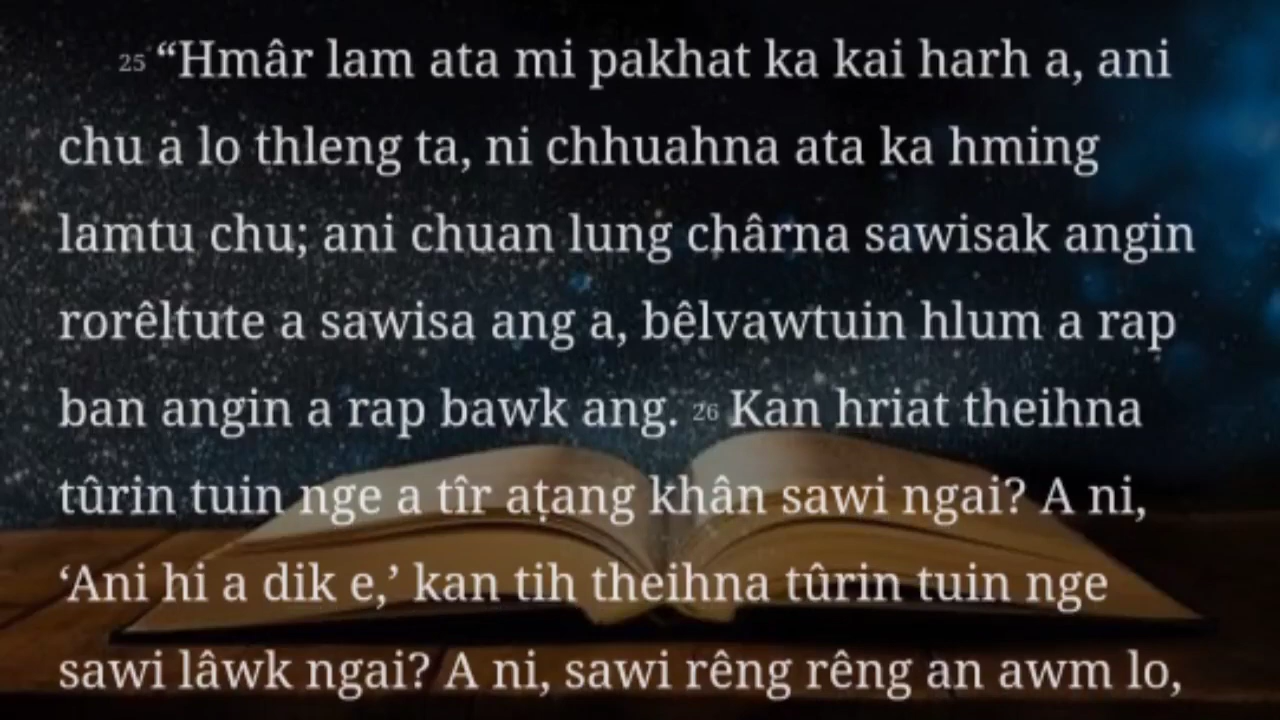 25 “Hmâr lam ata mi pakhat ka kai harh a, ani
chu a lo thleng ta, ni chhuahna ata ka hming
lamtu chu; ani chuan lung chârna sawisak angin
rorêltute a sawisa ang a, bêlvawtuin hlum a rap
ban angin a rap bawk ang. 26 Kan hriat theihna
tûrin tuin nge a tîr aṭang khân sawi ngai? A ni,
‘Ani hi a dik e,’ kan tih theihna tûrin tuin nge
sawi lâwk ngai? A ni, sawi rêng rêng an awm lo,